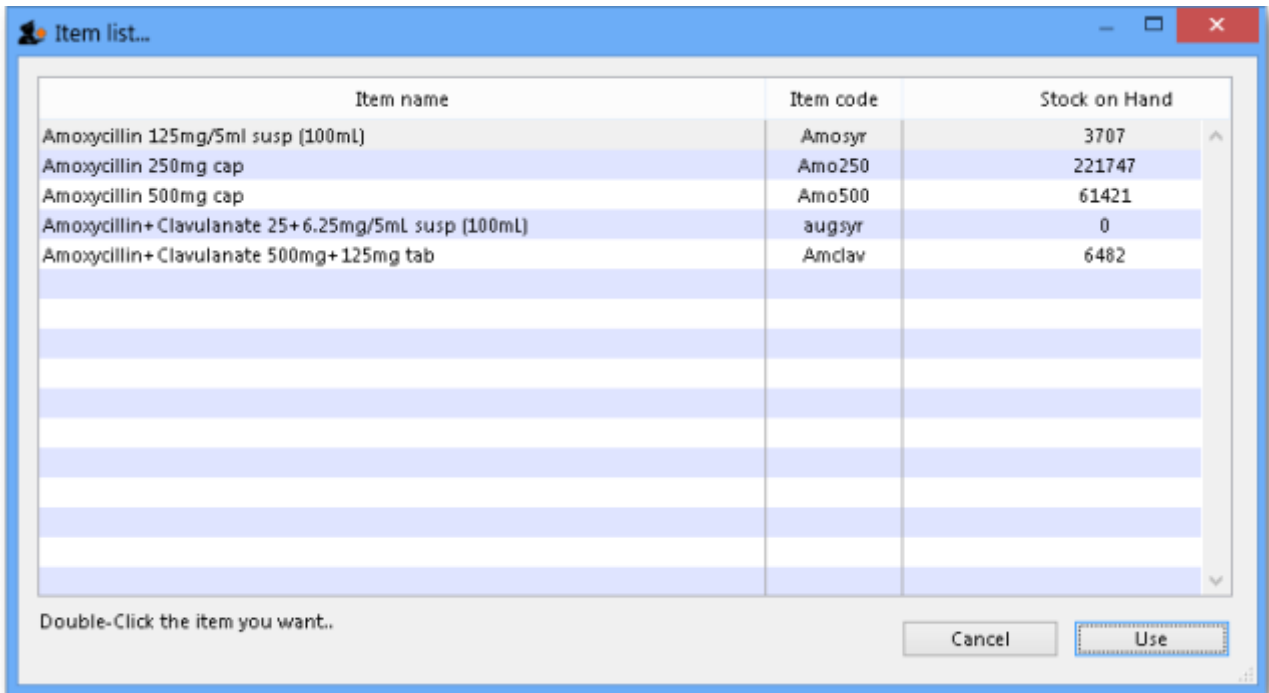 Item list...
Item name Item code Stock on Hand
Amoxycillin 125mg/5ml susp (100mL) Amosyr 3707
Amoxycillin 250mg cap Amo250 221747
Amoxycillin 500mg cap Amo500 61421
Amoxycillin+Clavulanate 25+6.25mg/5mL susp (100mL) augsyr 0
Amoxycillin+Clavulanate 500mg+125mg tab Amclav 6482
Double-Click the item you want..
Cancel Use